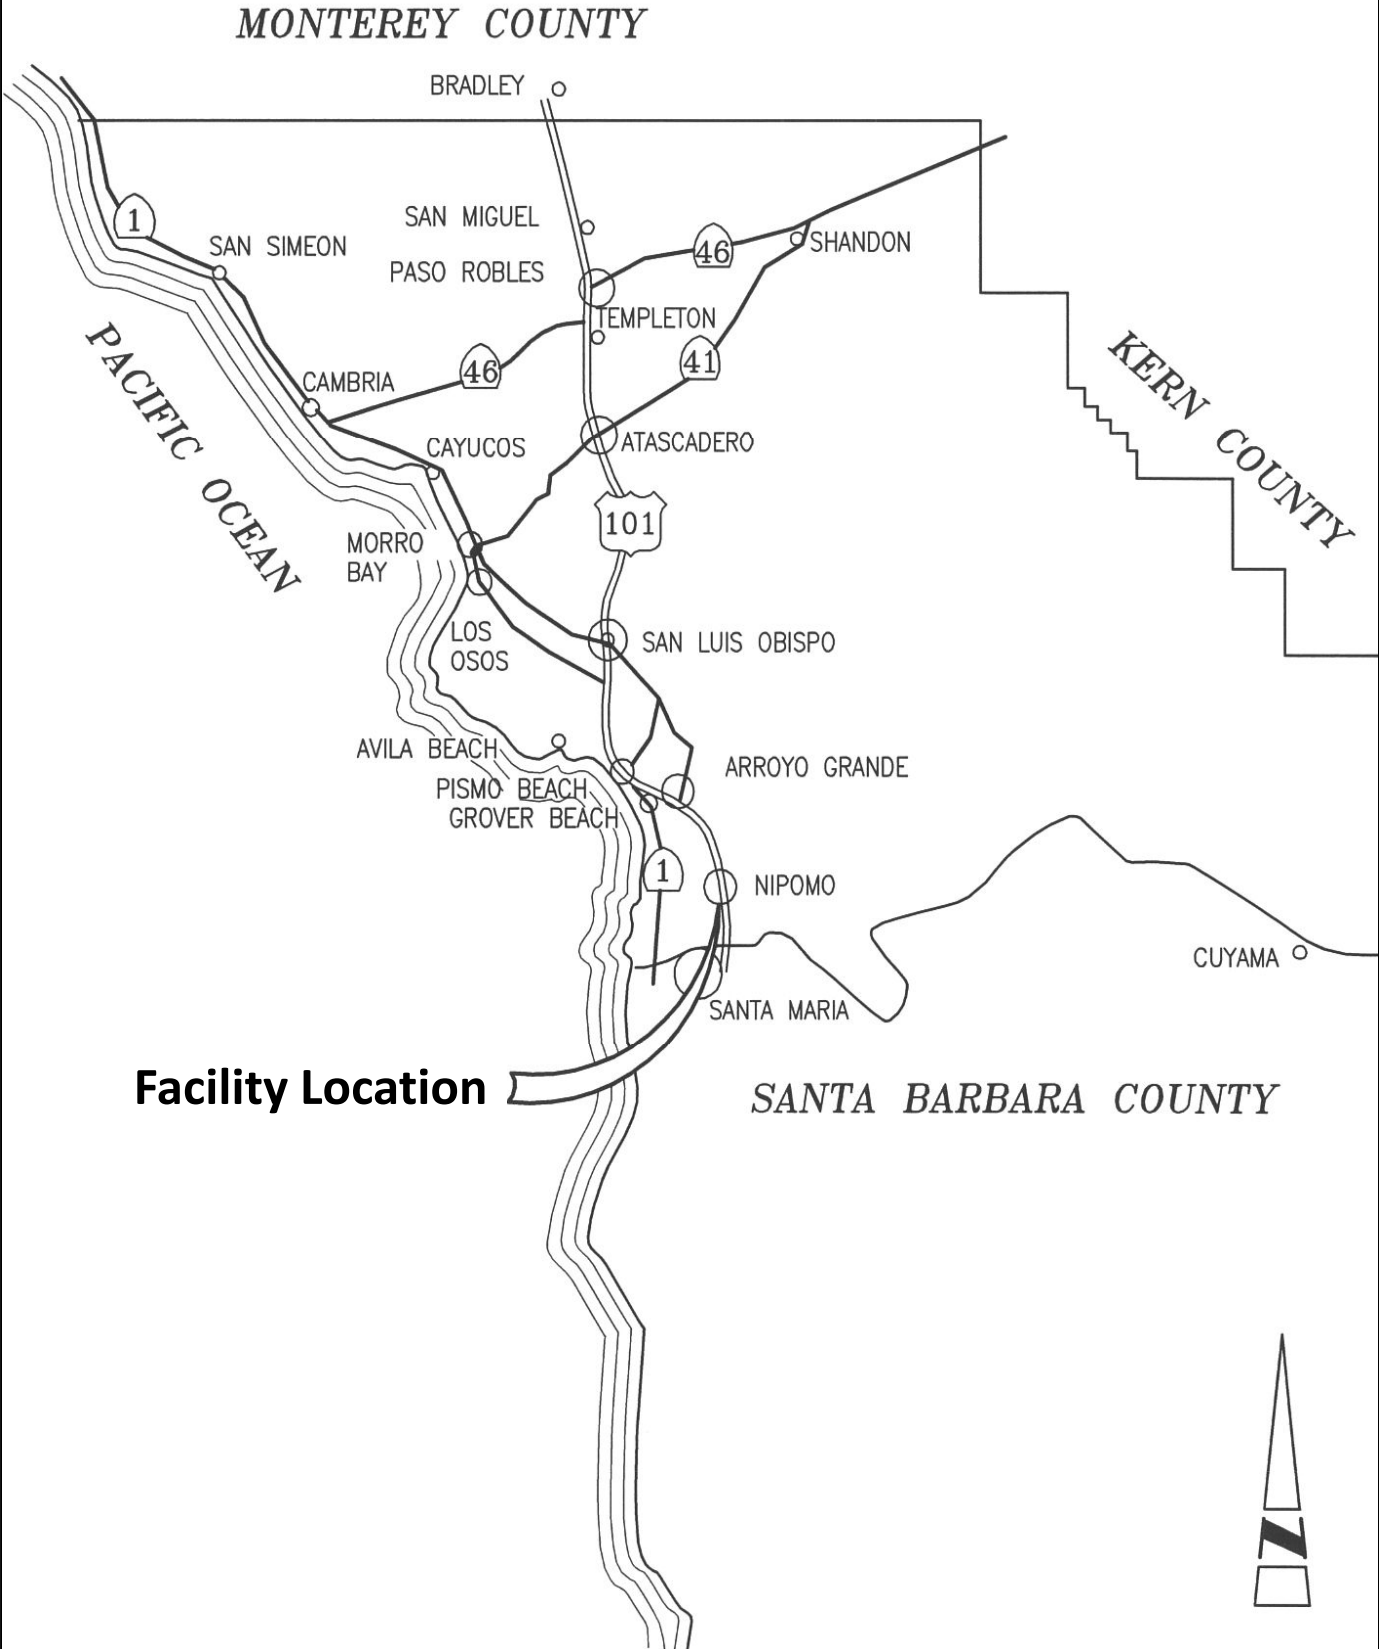 MONTEREY COUNTY
BRADLEY
1
SAN SIMEON
SAN MIGUEL
46
SHANDON
PASO ROBLES
TEMPLETON
46
41
CAMBRIA
PACIFIC OCEAN
KERN COUNTY
CAYUCOS
ATASCADERO
101
MORRO
BAY
LOS
OSOS
SAN LUIS OBISPO
AVILA BEACH
ARROYO GRANDE
PISMO BEACH
GROVER BEACH
1
NIPOMO
CUYAMA
SANTA MARIA
Facility Location
SANTA BARBARA COUNTY
N